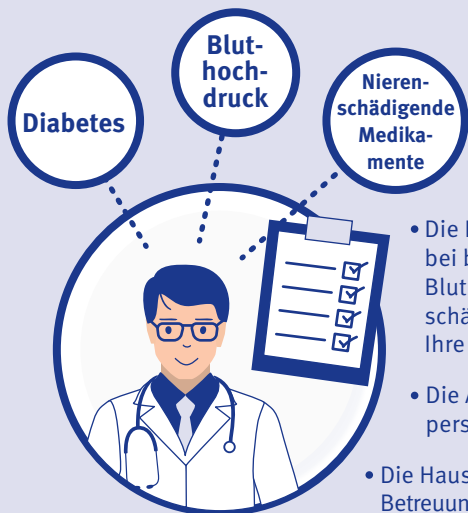 Blut-
hoch-
druck
Diabetes
Nieren-
schädigende
Medika-
mente
• Die
bei
Blut
schä
Ihre
• Die
pers
• Die Haus
Betreuun